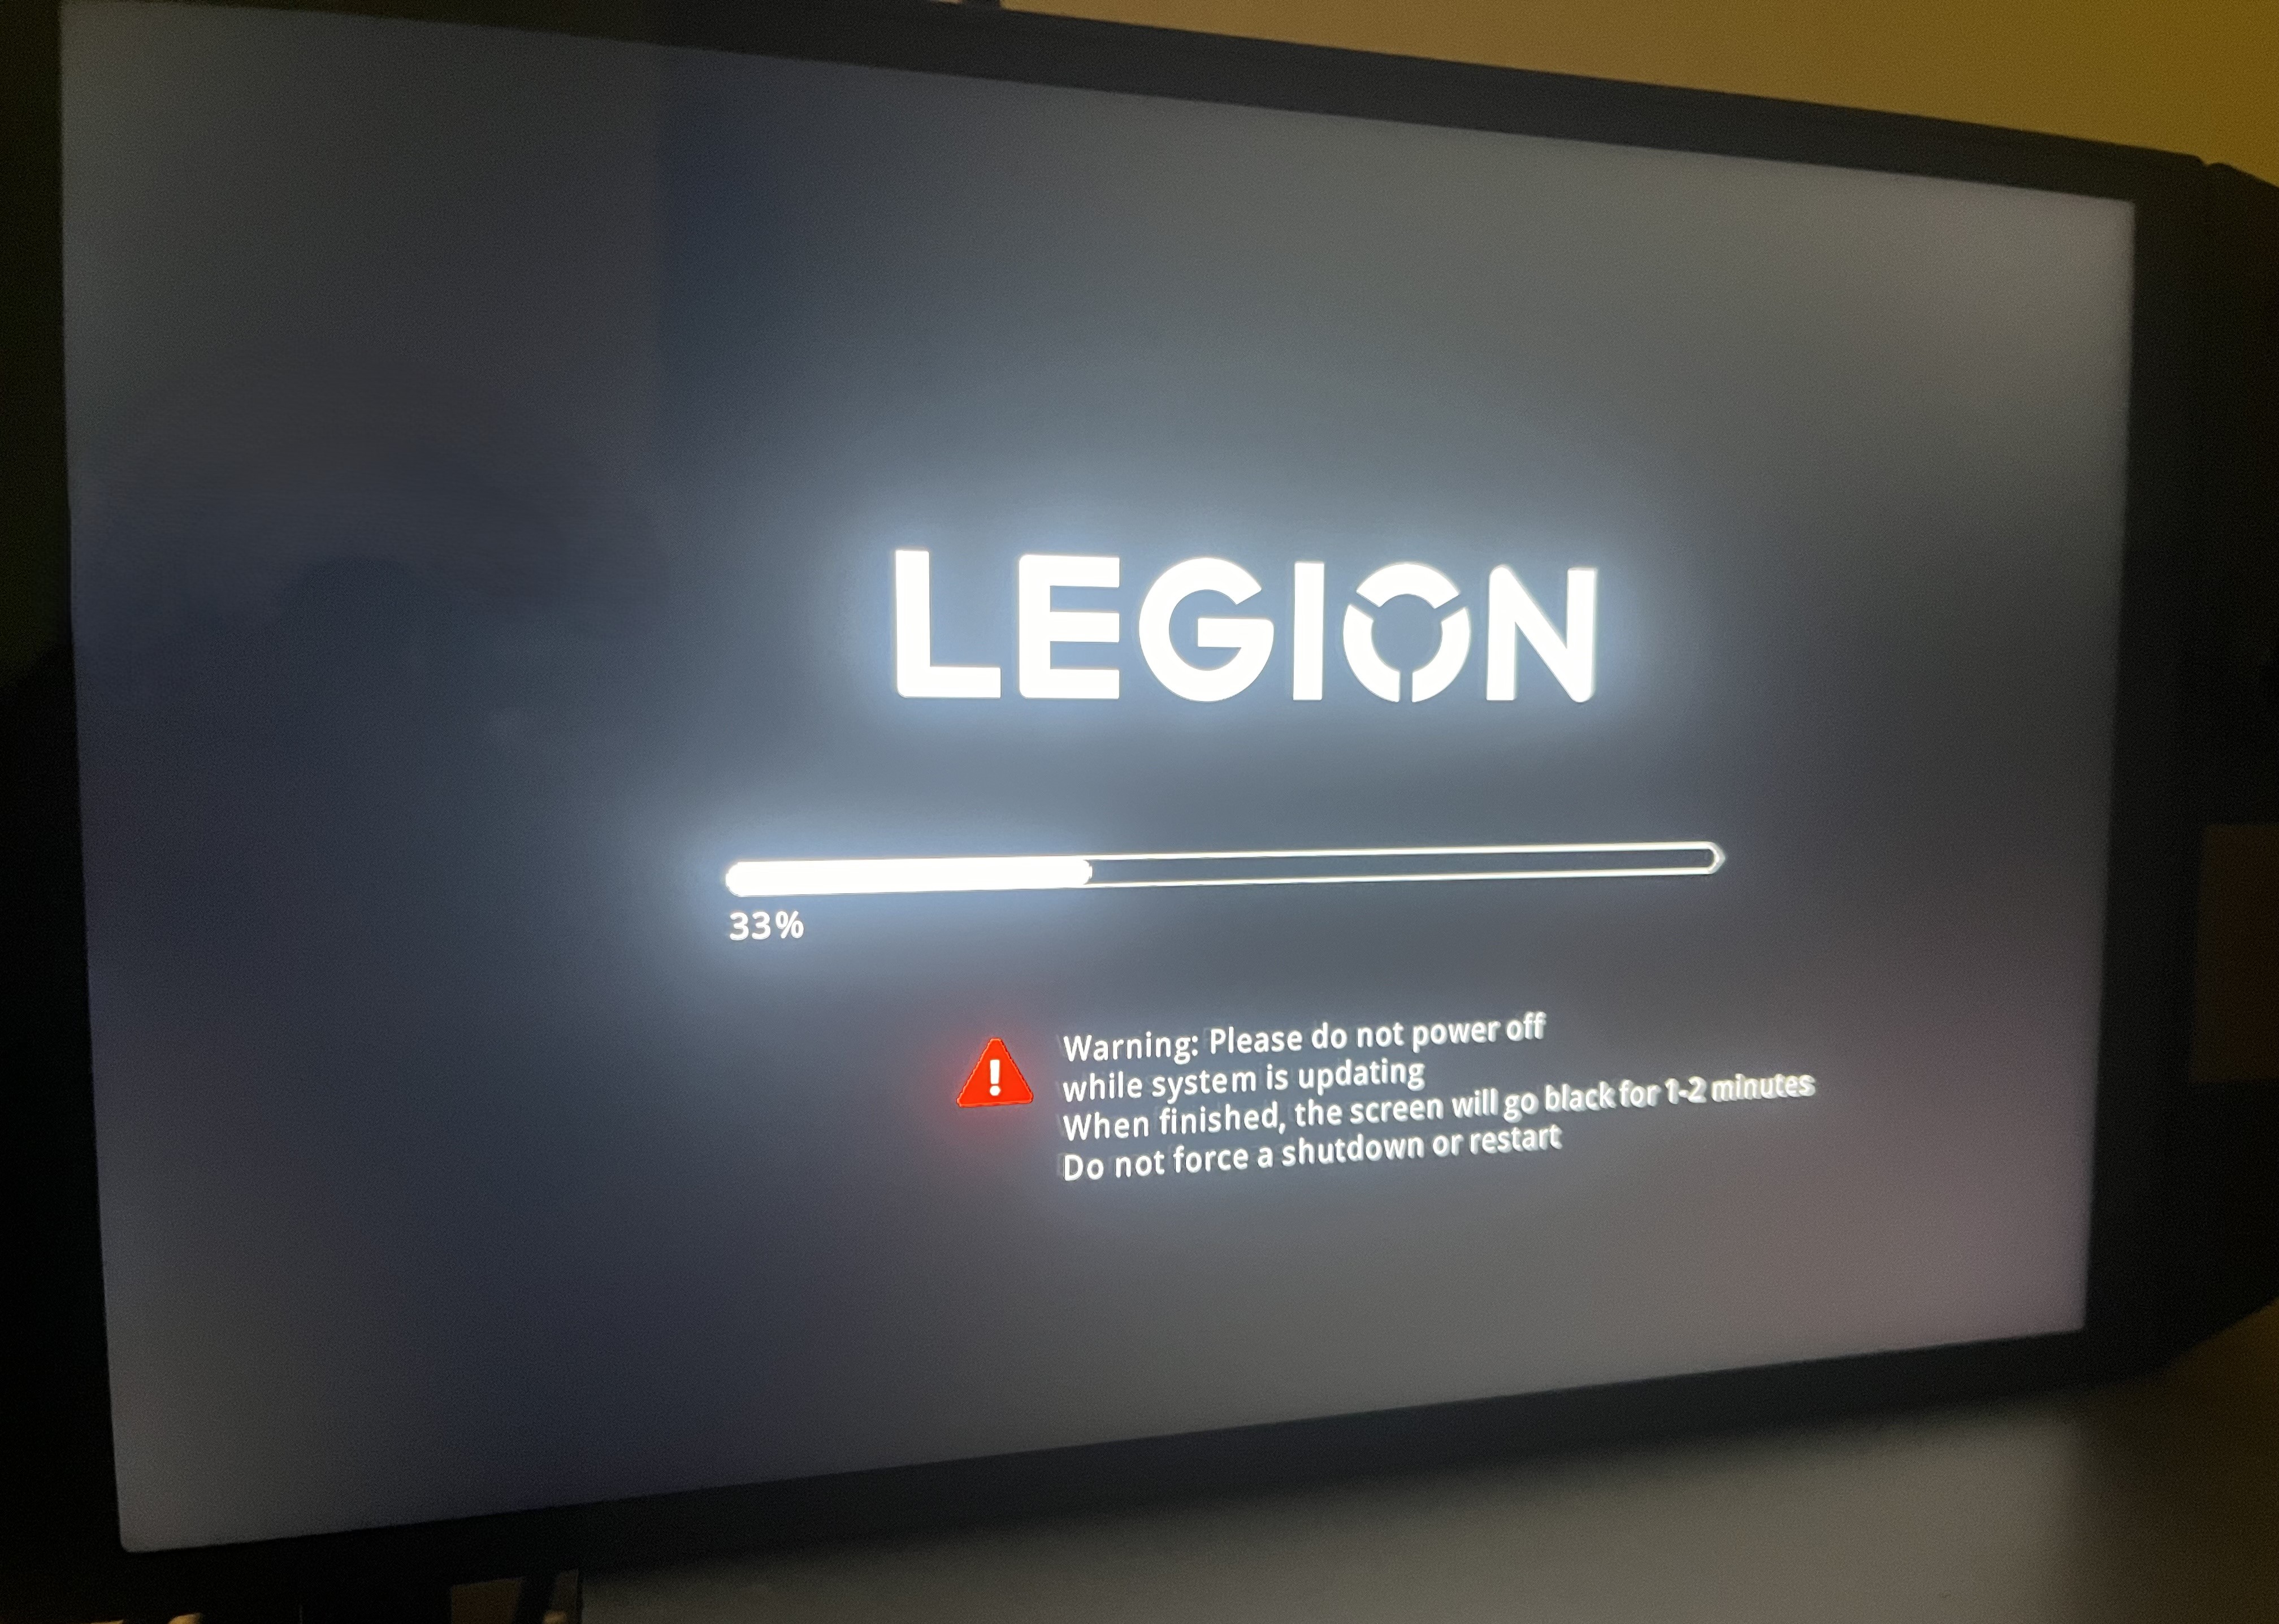 LEGION
33%
Warning: Please do not power off
while system is updating
When finished, the screen will go black for 1-2 minutes
Do not force a shutdown or restart